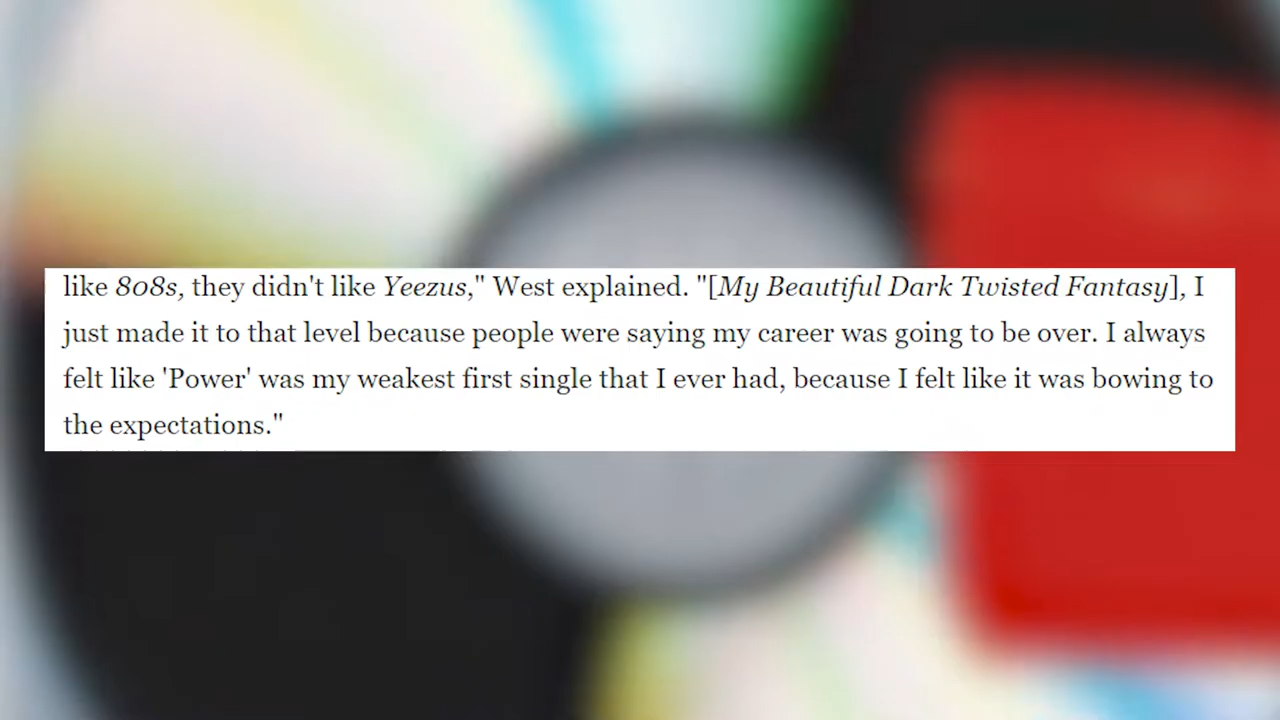 like 808s, they didn't like Yeezus," West explained. "[My Beautiful Dark Twisted Fantasy], I
just made it to that level because people were saying my career was going to be over. I always
felt like 'Power' was my weakest first single that I ever had, because I felt like it was bowing to
the expectations."